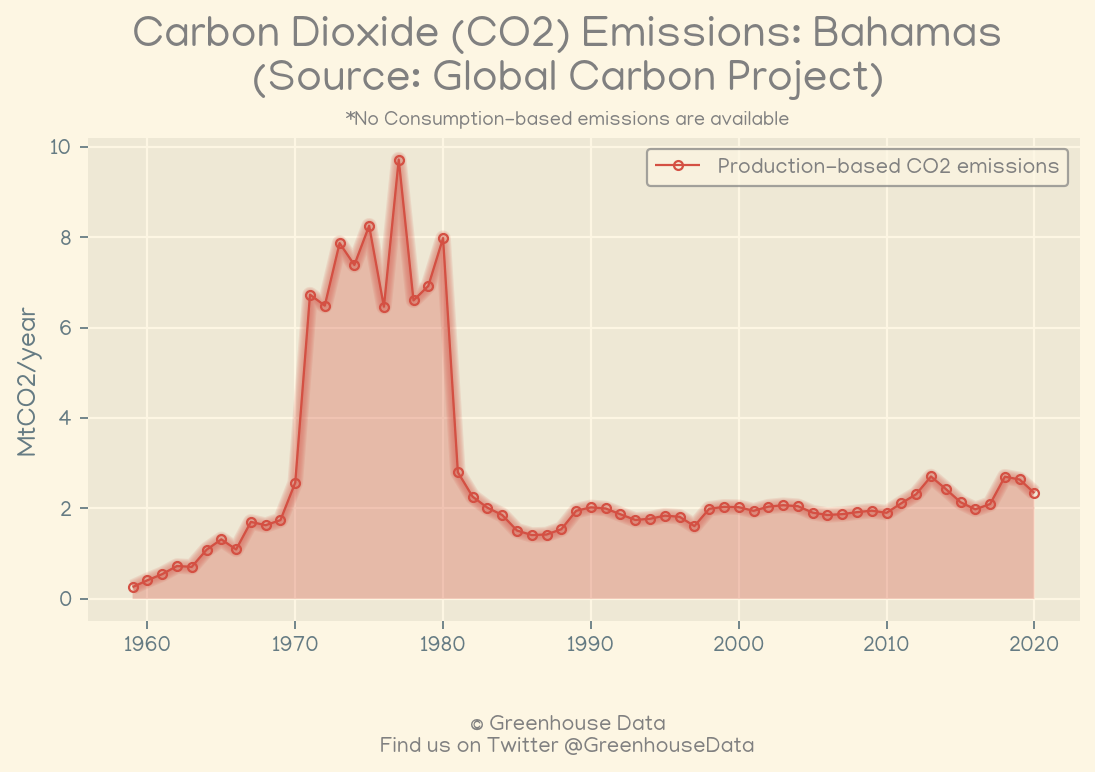 Carbon Dioxide (CO2) Emissions: Bahamas
(Source: Global Carbon Project)
*No Consumption-based emissions are available
Production-based CO2 emissions
MtCO2/year
10
8
6
4
2
0
1960 1970 1980 1990 2000 2010 2020
© Greenhouse Data
Find us on Twitter @GreenhouseData